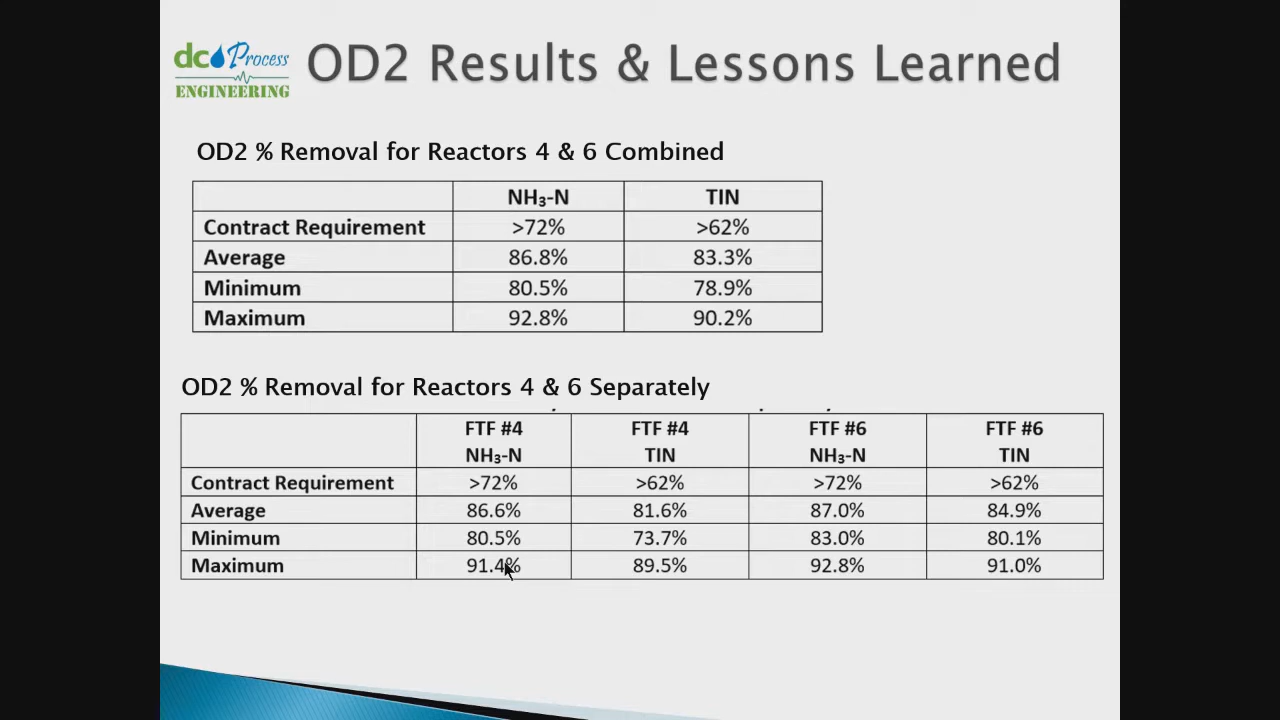 dc Process
ENGINEERING
OD2 Results & Lessons Learned
OD2 % Removal for Reactors 4 & 6 Combined
NH₃-N TIN
Contract Requirement >72% >62%
Average 86.8% 83.3%
Minimum 80.5% 78.9%
Maximum 92.8% 90.2%
OD2 % Removal for Reactors 4 & 6 Separately
FTF #4 FTF #4 FTF #6 FTF #6
NH₃-N TIN NH₃-N TIN
Contract Requirement >72% >62% >72% >62%
Average 86.6% 81.6% 87.0% 84.9%
Minimum 80.5% 73.7% 83.0% 80.1%
Maximum 91.4% 89.5% 92.8% 91.0%